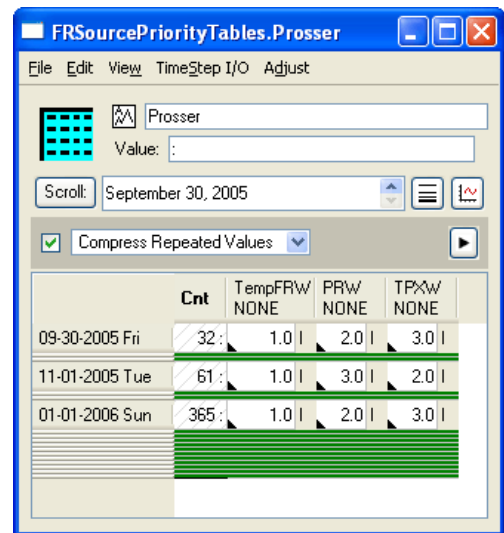 FRSourcePriorityTables.Prosser
File Edit View TimeStep I/O Adjust
Prosser
Value: :
Scroll: September 30, 2005
Compress Repeated Values
Cnt TempFRW NONE PRW NONE TPXW NONE
09-30-2005 Fri 32 : 1.0 I 2.0 I 3.0 I
11-01-2005 Tue 61 : 1.0 I 3.0 I 2.0 I
01-01-2006 Sun 365 : 1.0 I 2.0 I 3.0 I